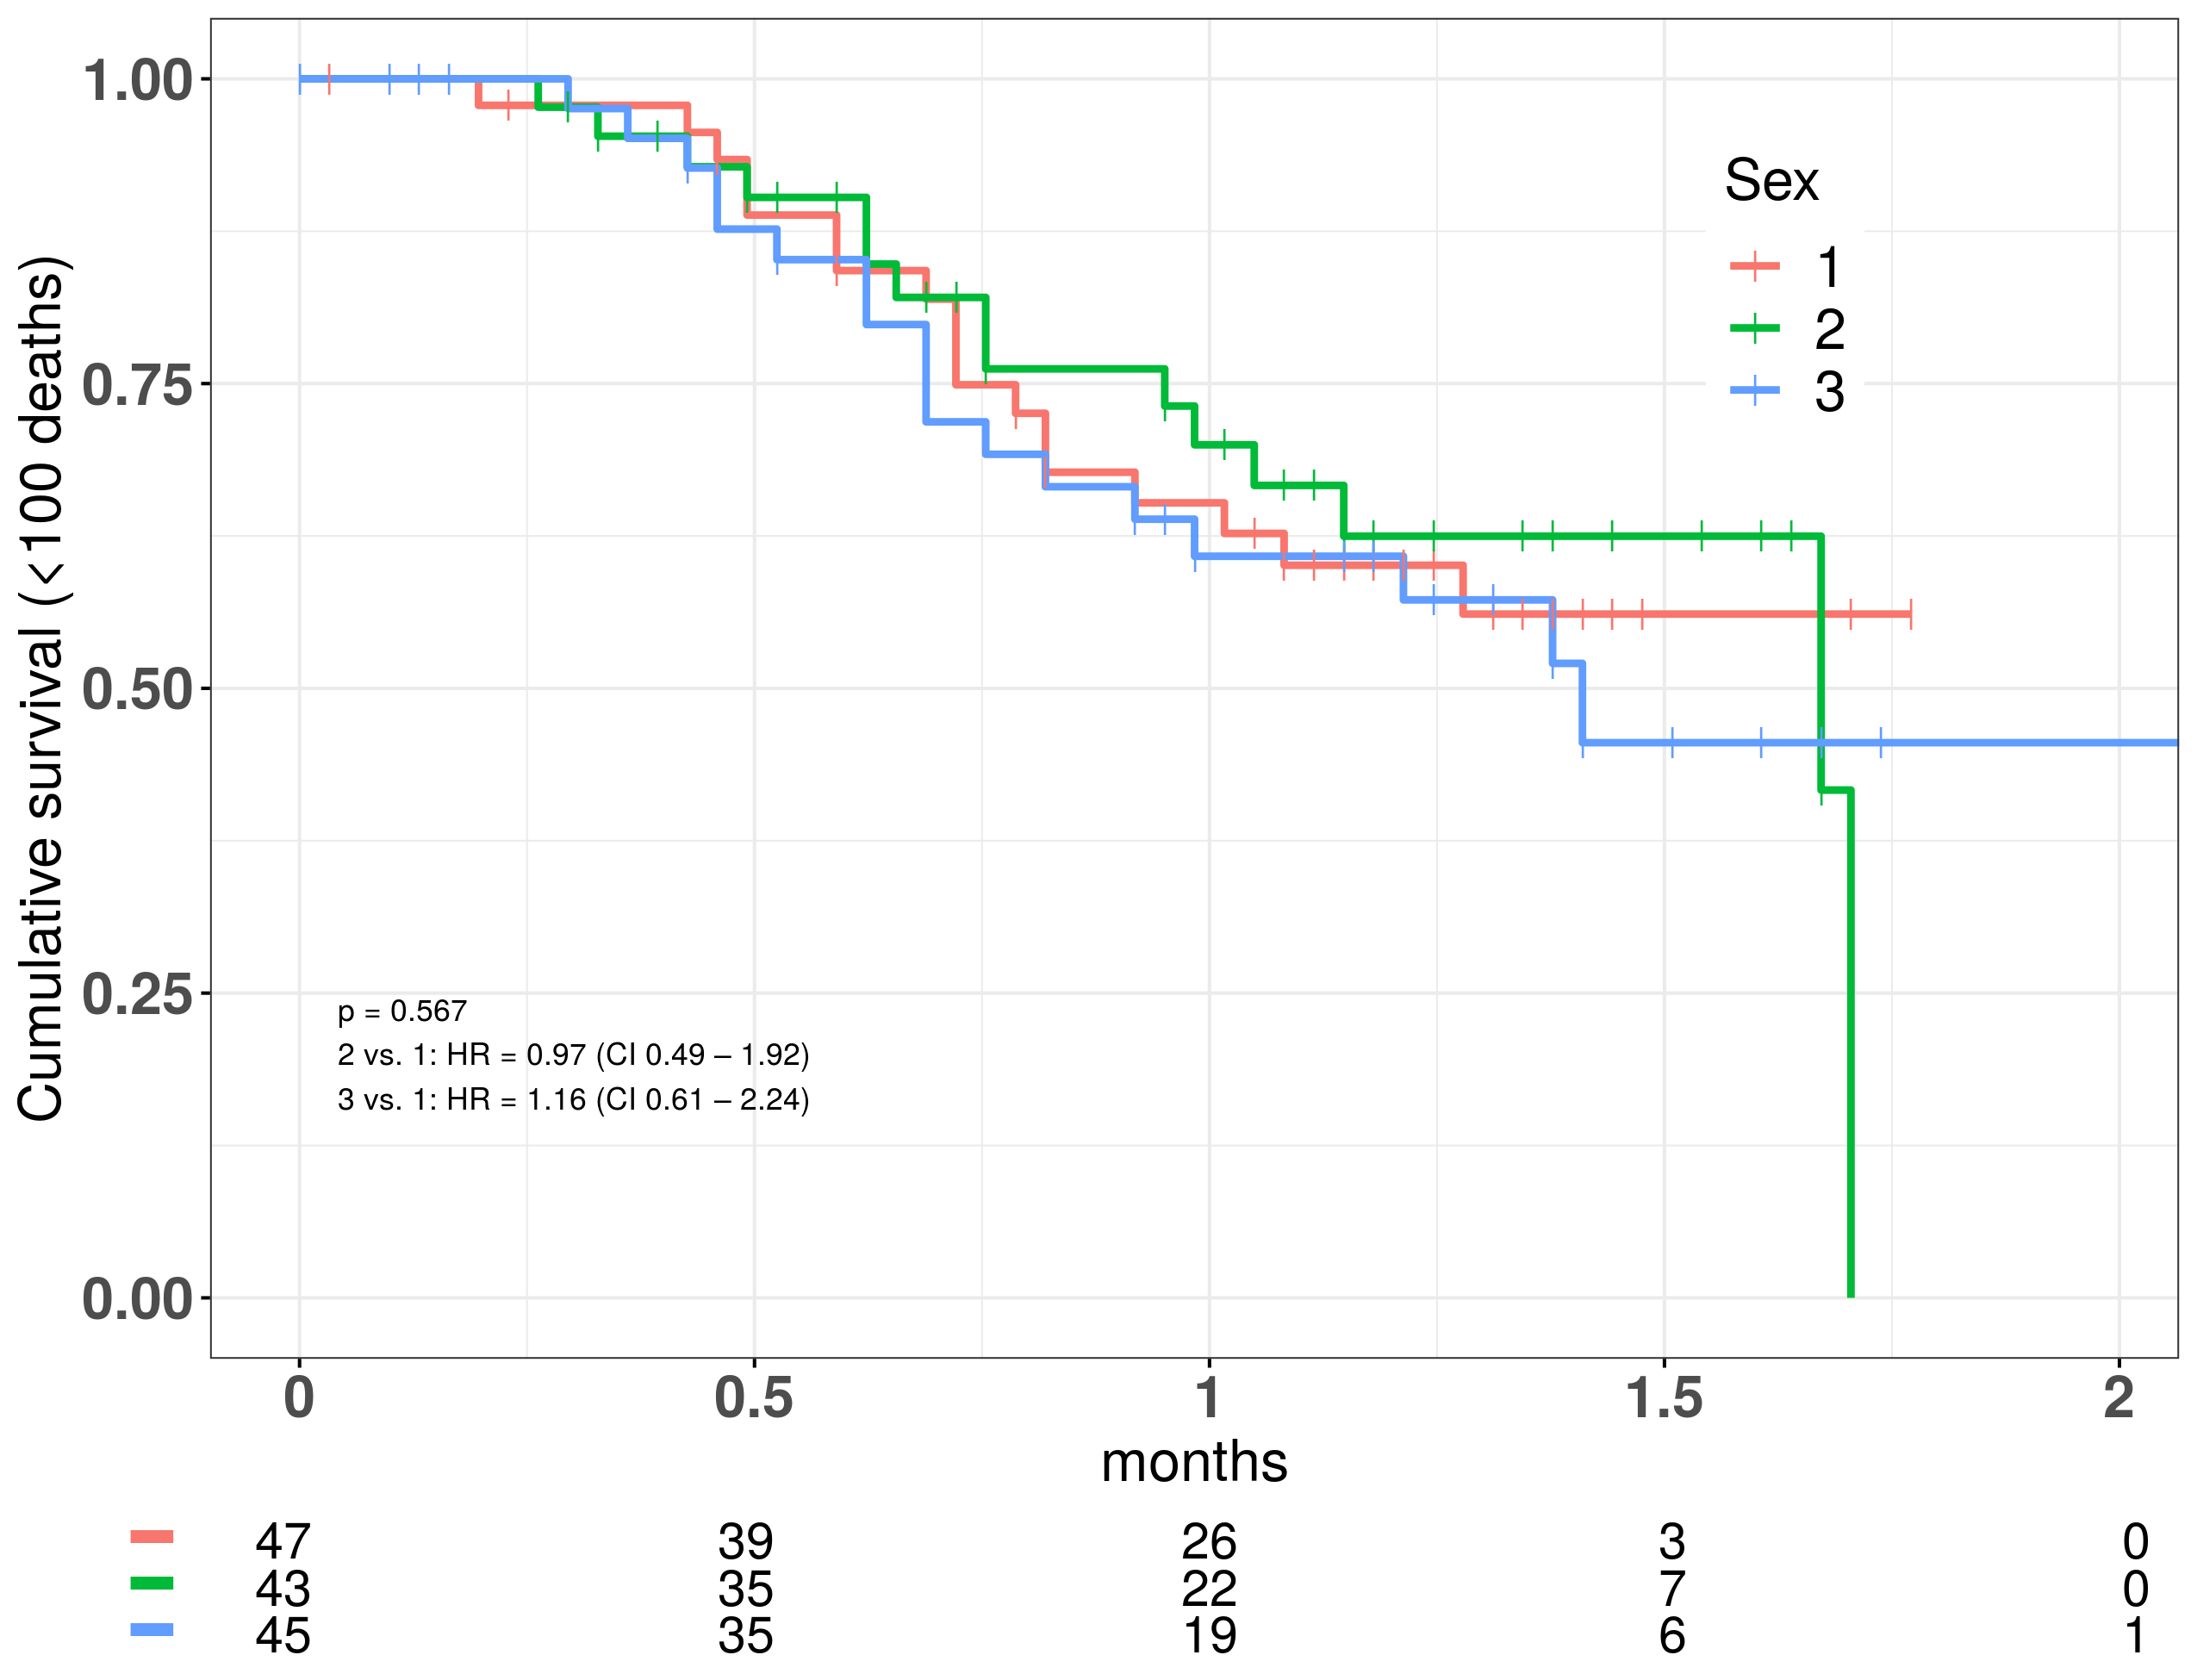 Cumulative survival (<100 deaths)
1.00
0.75
0.50
0.25
0.00
Sex
1
2
3
p = 0.567
2 vs. 1: HR = 0.97 (CI 0.49 – 1.92)
3 vs. 1: HR = 1.16 (CI 0.61 – 2.24)
0 0.5 1 1.5 2
months
47 39 26 3 0
43 35 22 7 0
45 35 19 6 1